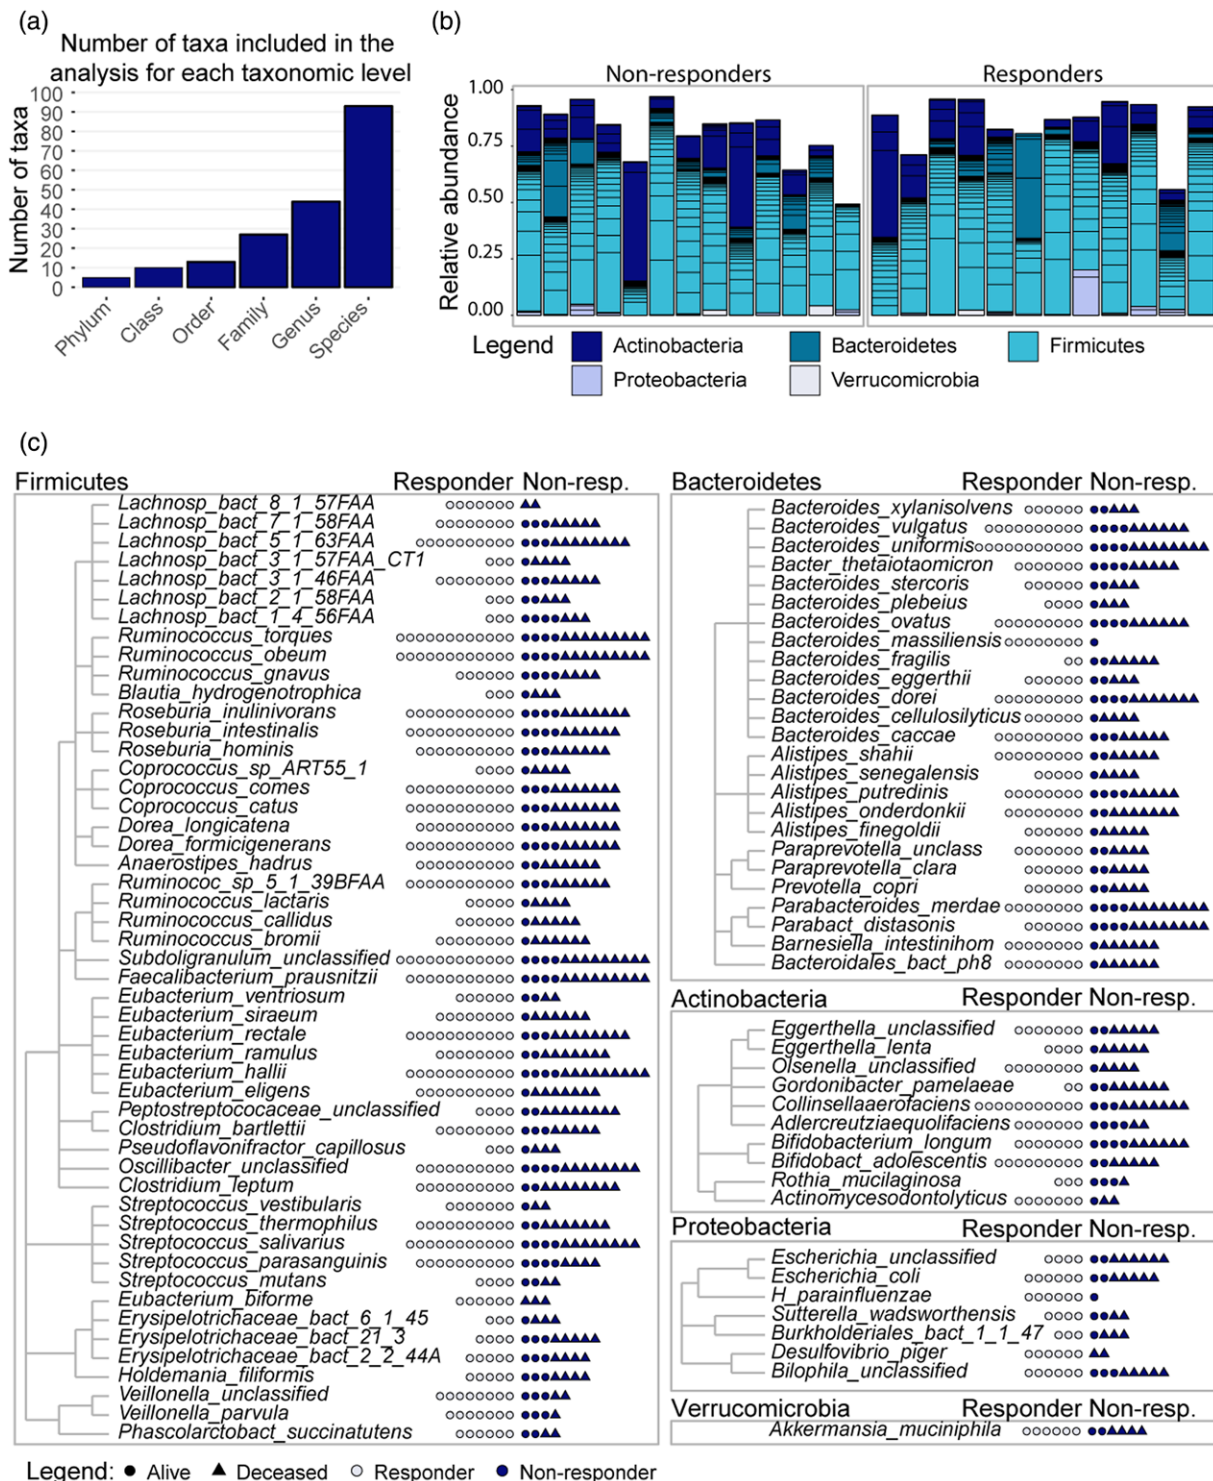 (a)
Number of taxa included in the
analysis for each taxonomic level
Number of taxa
100
90
80
70
60
50
40
30
20
10
0
Phylum
Class
Order
Family
Genus
Species
(b)
Non-responders
Responders
Relative abundance
1.00
0.75
0.50
0.25
0.00
Legend
Actinobacteria
Bacteroidetes
Firmicutes
Proteobacteria
Verrucomicrobia
(c)
Firmicutes Responder Non-resp.
Lachnosp_bact_8_1_57FAA
Lachnosp_bact_7_1_58FAA
Lachnosp_bact_5_1_63FAA
Lachnosp_bact_3_1_57FAA_CT1
Lachnosp_bact_3_1_46FAA
Lachnosp_bact_2_1_58FAA
Lachnosp_bact_1_4_56FAA
Ruminococcus_torques
Ruminococcus_obeum
Ruminococcus_gnavus
Blautia_hydrogenotrophica
Roseburia_inulinivorans
Roseburia_intestinalis
Roseburia_hominis
Coprococcus_sp_ART55_1
Coprococcus_comes
Coprococcus_catus
Dorea_longicatena
Dorea_formicigenerans
Anaerostipes_hadrus
Ruminococ_sp_5_1_39BFAA
Ruminococcus_lactaris
Ruminococcus_callidus
Ruminococcus_bromii
Subdoligranulum_unclassified
Faecalibacterium_prausnitzii
Eubacterium_ventriosum
Eubacterium_siraeum
Eubacterium_rectale
Eubacterium_ramulus
Eubacterium_hallii
Eubacterium_eligens
Peptostreptococaceae_unclassified
Clostridium_bartlettii
Pseudoflavonifractor_capillosus
Oscillibacter_unclassified
Clostridium_Teptum
Streptococcus_vestibularis
Streptococcus_thermophilus
Streptococcus_salivarius
Streptococcus_parasanguinis
Streptococcus_mutans
Eubacterium_biforme
Erysipelotrichaceae_bact_6_1_45
Erysipelotrichaceae_bact_21_3
Erysipelotrichaceae_bact_2_2_44A
Holdemania_filiformis
Veillonella_unclassified
Veillonella_parvula
Phascolarctobact_succinatutens
Bacteroidetes Responder Non-resp.
Bacteroides_xylanisolvens
Bacteroides_vulgatus
Bacteroides_uniformis
Bacter_thetaiotaomicron
Bacteroides_stercoris
Bacteroides_plebeius
Bacteroides_ovatus
Bacteroides_massiliensis
Bacteroides_fragilis
Bacteroides_eggerthii
Bacteroides_dorei
Bacteroides_cellulosilyticus
Bacteroides_caccae
Alistipes_shahii
Alistipes_senegalensis
Alistipes_putredinis
Alistipes_onderdonkii
Alistipes_finegoldii
Paraprevotella_unclass
Paraprevotella_clara
Prevotella_copri
Parabacteroides_merdae
Parabact_distasonis
Barnesiella_intestinihom
Bacteroidales_bact_ph8
Actinobacteria Responder Non-resp.
Eggerthella_unclassified
Eggerthella_lenta
Olsenella_unclassified
Gordonibacter_pamelaeae
Collinsellaaerofaciens
Adlercreutziaequolifaciens
Bifidobacterium_longum
Bifidobact_adolescentis
Rothia_mucilaginosa
Actinomycesodontolyticus
Proteobacteria Responder Non-resp.
Escherichia_unclassified
Escherichia_coli
H_parainfluenzae
Sutterella_wadsworthensis
Burkholderiales_bact_1_1_47
Desulfovibrio_piger
Bilophila_unclassified
Verrucomicrobia Responder Non-resp.
Akkermansia_muciniphila
Legend: Alive Deceased Responder Non-responder